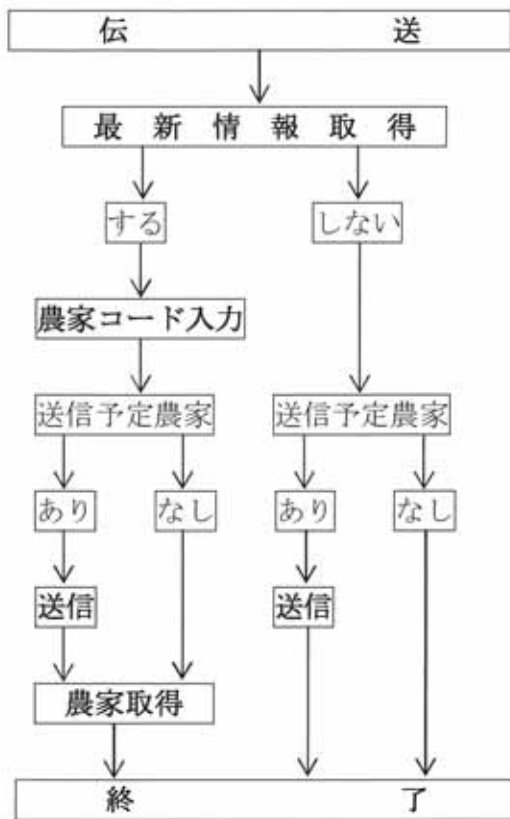 伝送
最新情報取得
する しない
農家コード入力
送信予定農家 送信予定農家
あり なし あり なし
送信 送信
農家取得
終了